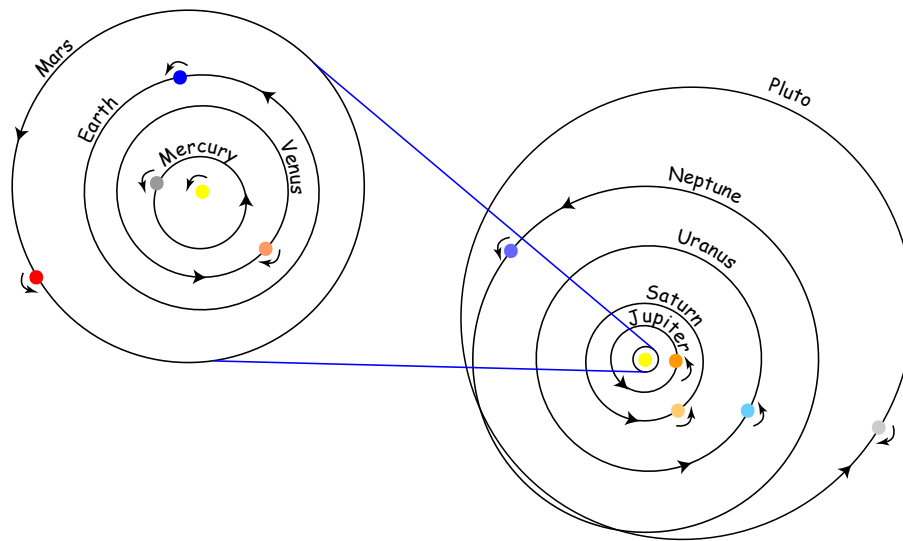 Mars
Earth
Mercury
Venus
Pluto
Neptune
Uranus
Saturn
Jupiter